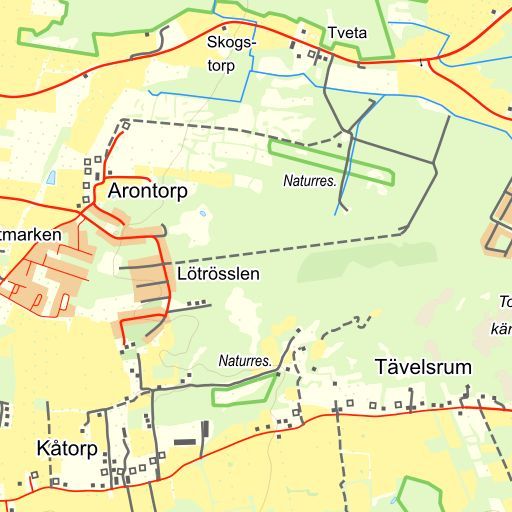 Tveta
Skogs-
torp
Naturres.
Arontorp
tmarken
Lötrösslen
To
kär
Naturres.
Tävelsrum
Kåtorp